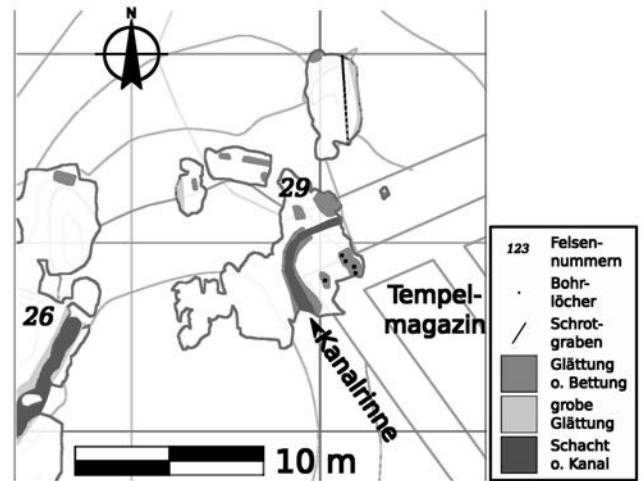 N
29
26
Tempel-
magazin
Kanalrinne
10 m
123 Felsen-
nummern
Bohr-
löcher
Schrot-
graben
Glättung
o. Bettung
grobe
Glättung
Schacht
o. Kanal